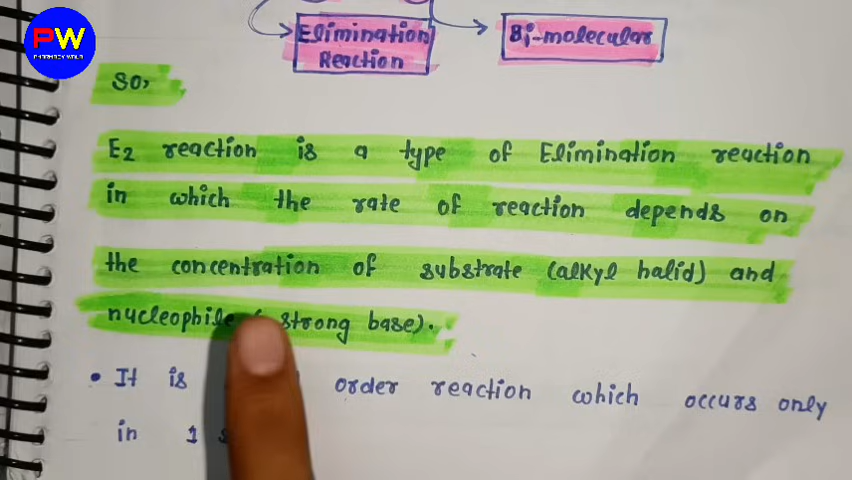 PW
PHARMACY WALA
Elimination
Reaction
Bi-molecular
So,
E2 reaction is a type of Elimination reaction
in which the rate of reaction depends on
the concentration of substrate (alkyl halid) and
nucleophile ( strong base).
• It is order reaction which occurs only
in 1